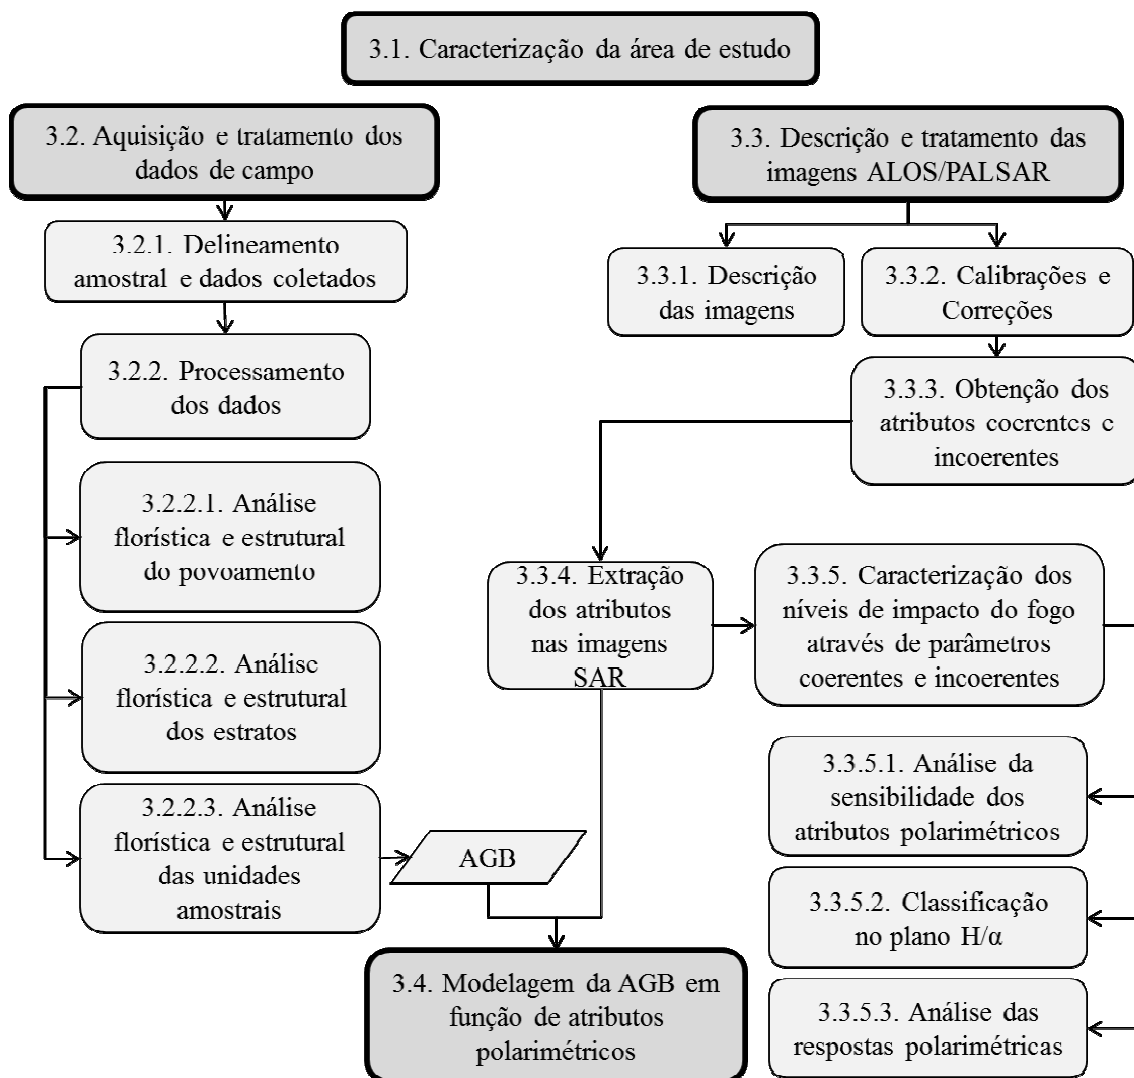 3.1. Caracterização da área de estudo
3.2. Aquisição e tratamento dos
dados de campo
3.2.1. Delineamento
amostral e dados coletados
3.2.2. Processamento
dos dados
3.2.2.1. Análise
florística e estrutural
do povoamento
3.2.2.2. Análise
florística e estrutural
dos estratos
3.2.2.3. Análise
florística e estrutural
das unidades
amostrais
AGB
3.3. Descrição e tratamento das
imagens ALOS/PALSAR
3.3.1. Descrição
das imagens
3.3.2. Calibrações e
Correções
3.3.3. Obtenção dos
atributos coerentes e
incoerentes
3.3.4. Extração
dos atributos
nas imagens
SAR
3.3.5. Caracterização dos
níveis de impacto do fogo
através de parâmetros
coerentes e incoerentes
3.3.5.1. Análise da
sensibilidade dos
atributos polarimétricos
3.3.5.2. Classificação
no plano H/α
3.3.5.3. Análise das
respostas polarimétricas
3.4. Modelagem da AGB em
função de atributos
polarimétricos